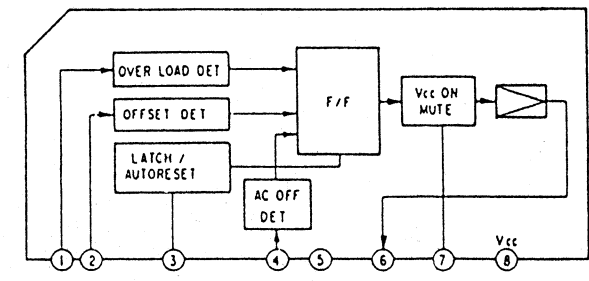 OVER LOAD DET
OFFSET DET
LATCH /
AUTORESET
AC OFF
DET
F/F
Vcc ON
MUTE
Vcc
1 2 3 4 5 6 7 8